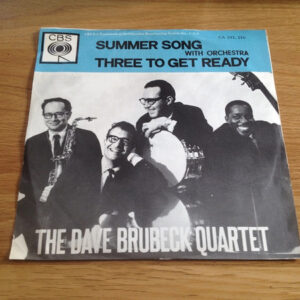 CBS
SUMMER SONG
WITH ORCHESTRA
THREE TO GET READY
THE DAVE BRUBECK QUARTET